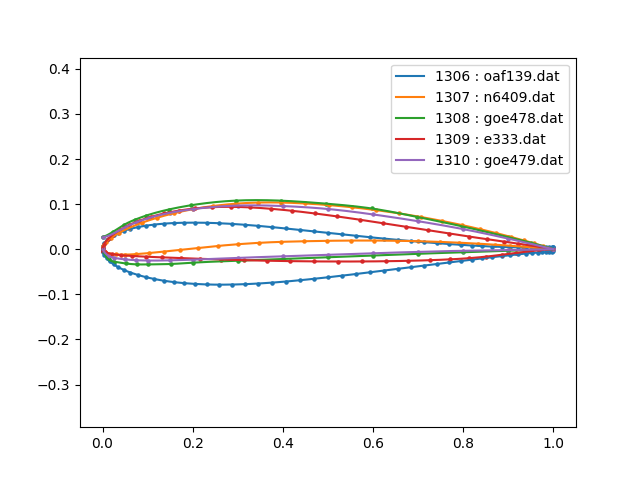 0.4
0.3
0.2
0.1
0.0
−0.1
−0.2
−0.3
0.0 0.2 0.4 0.6 0.8 1.0
1306 : oaf139.dat
1307 : n6409.dat
1308 : goe478.dat
1309 : e333.dat
1310 : goe479.dat